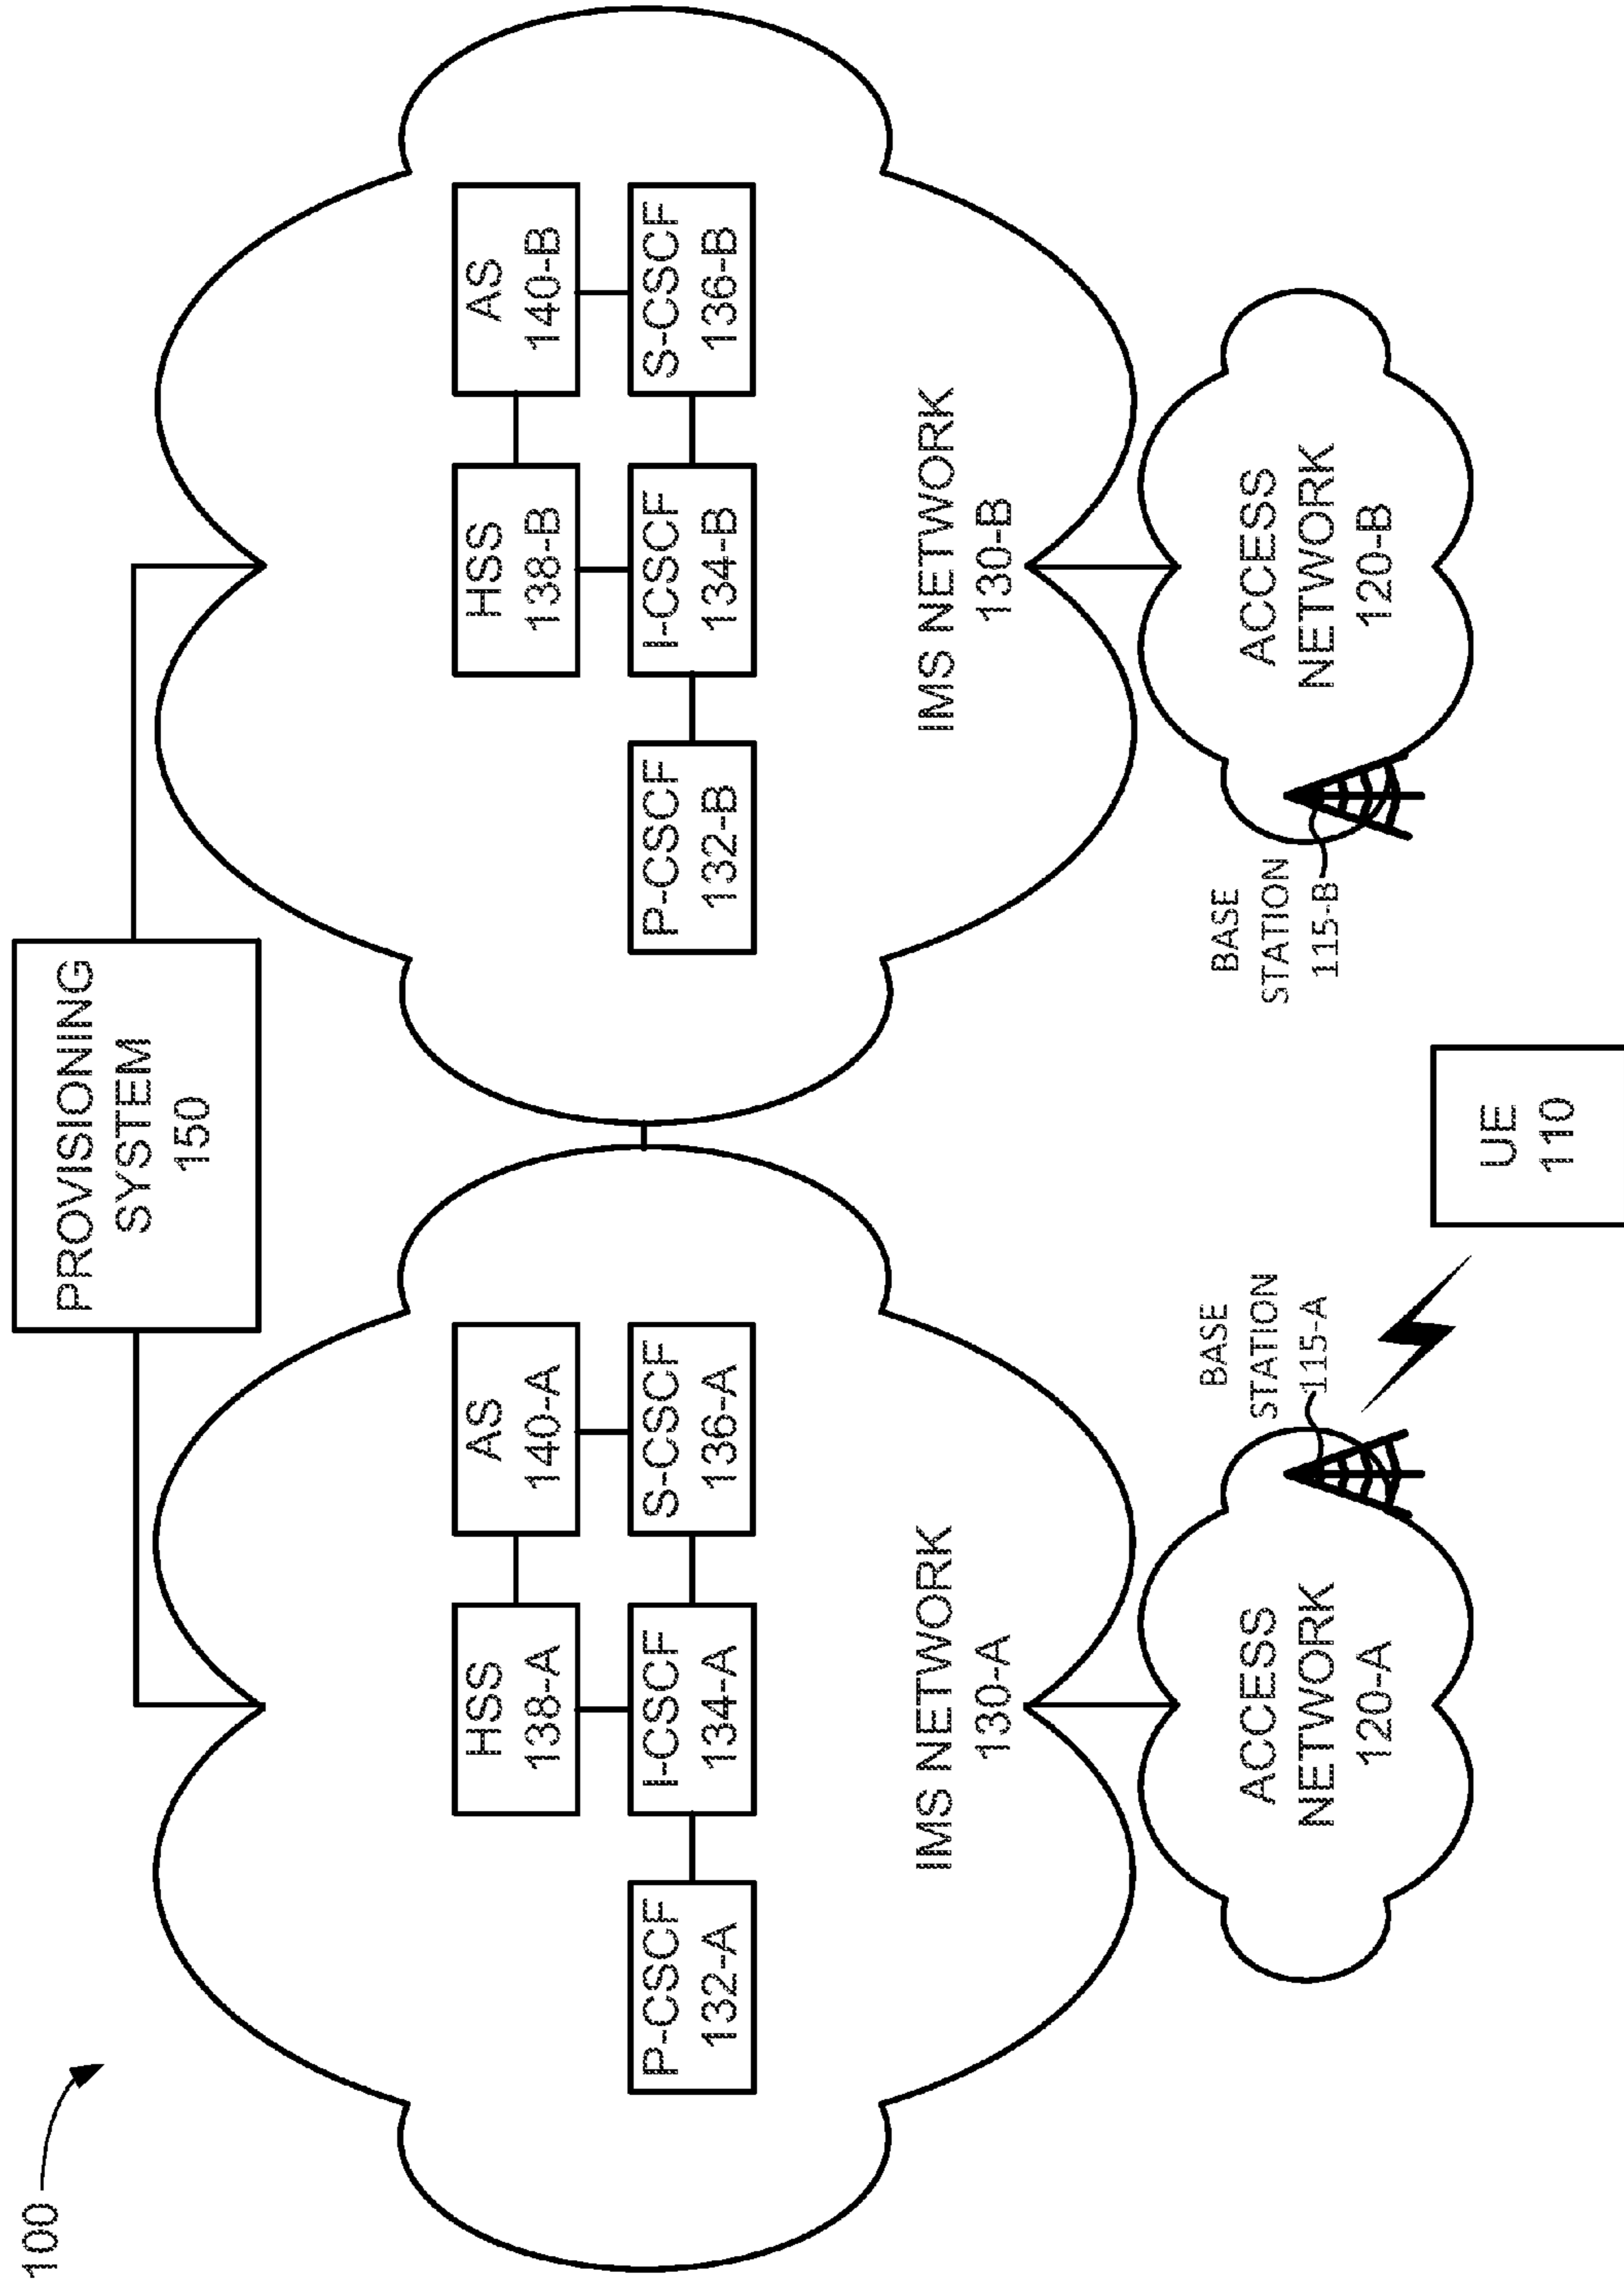 100
PROVISIONING
SYSTEM
150
AS
140-A
HSS
138-A
S-CSCF
136-A
I-CSCF
134-A
P-CSCF
132-A
IMS NETWORK
130-A
AS
140-B
HSS
138-B
S-CSCF
136-B
I-CSCF
134-B
P-CSCF
132-B
IMS NETWORK
130-B
ACCESS
NETWORK
120-A
BASE
STATION
115-A
BASE
STATION
115-B
ACCESS
NETWORK
120-B
UE
110